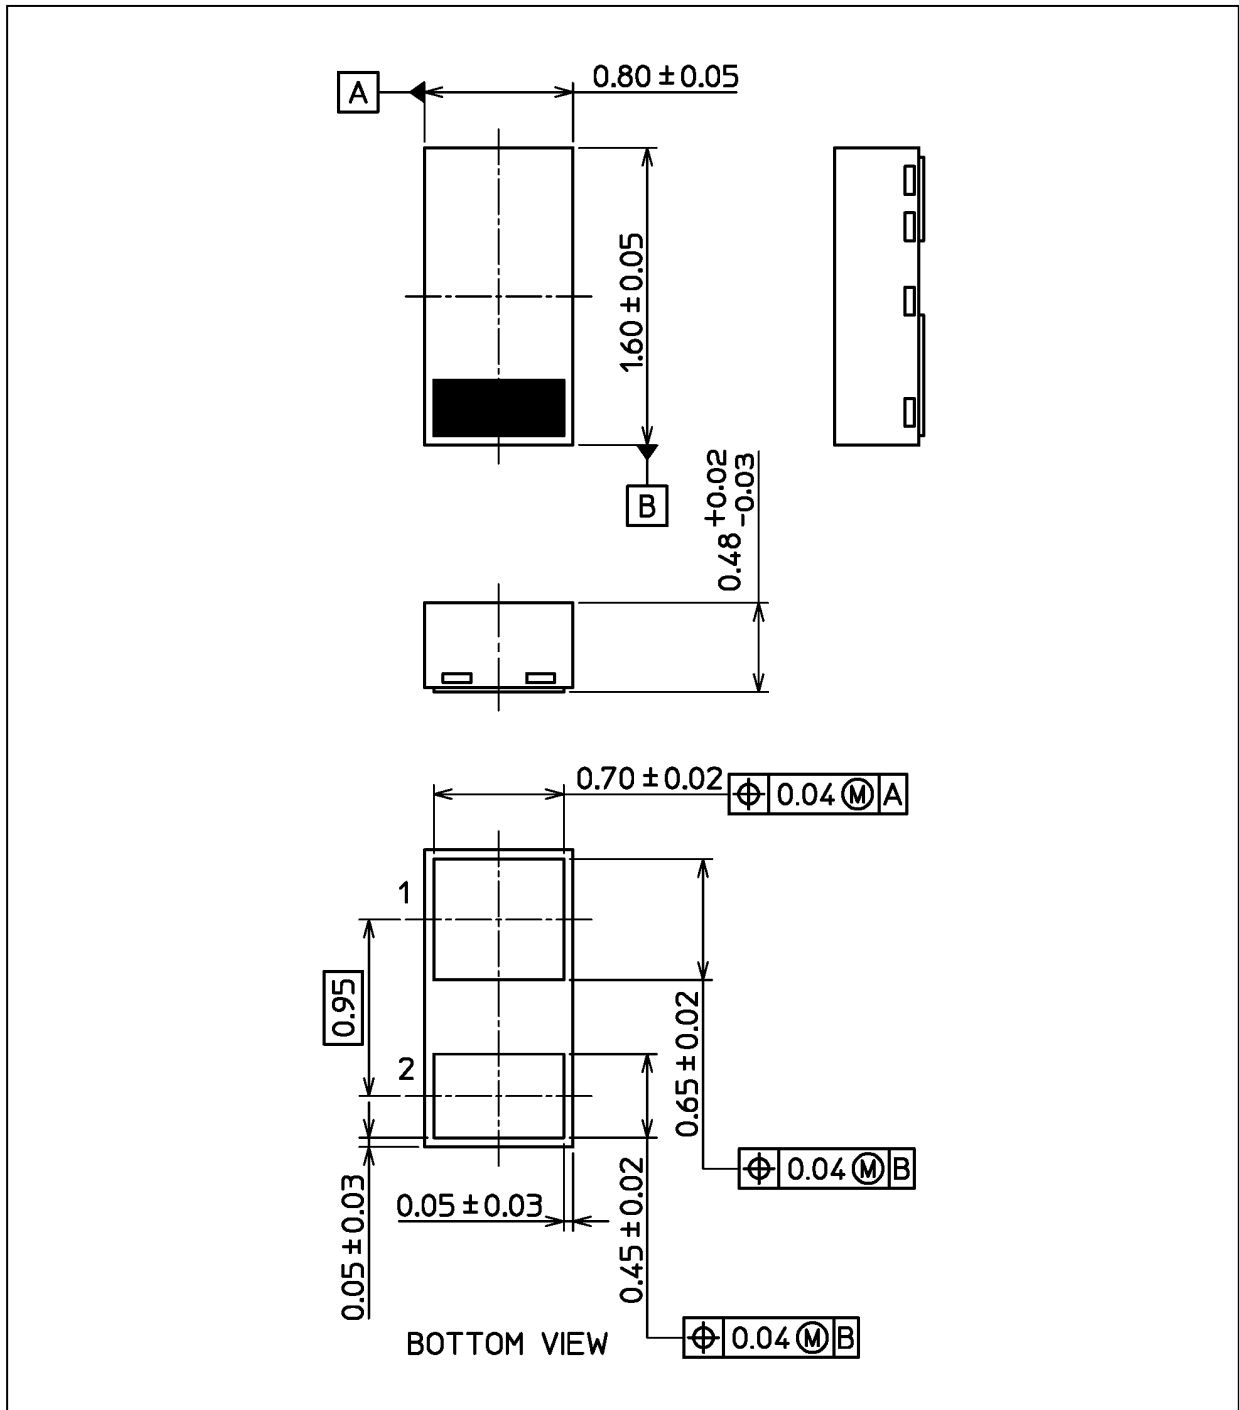 A
0.80 ± 0.05
1.60 ± 0.05
B
0.48 +0.02 -0.03
0.70 ± 0.02
⌖ 0.04 Ⓜ A
1
0.95
2
0.65 ± 0.02
⌖ 0.04 Ⓜ B
0.05 ± 0.03
0.05 ± 0.03
0.45 ± 0.02
⌖ 0.04 Ⓜ B
BOTTOM VIEW